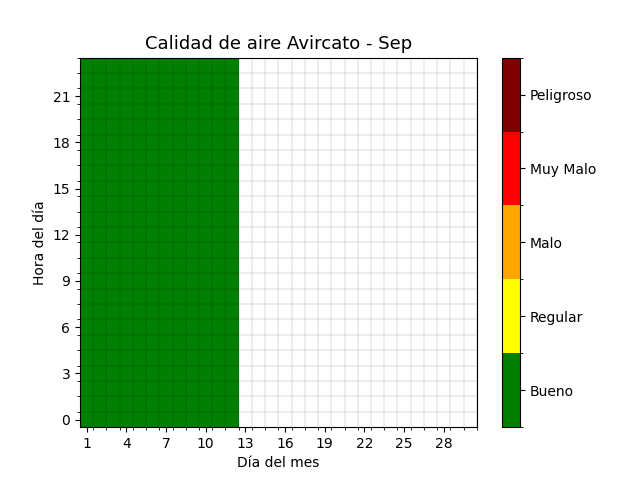 Calidad de aire Avircato - Sep
Hora del día
21
18
15
12
9
6
3
0
1 4 7 10 13 16 19 22 25 28
Día del mes
Peligroso
Muy Malo
Malo
Regular
Bueno